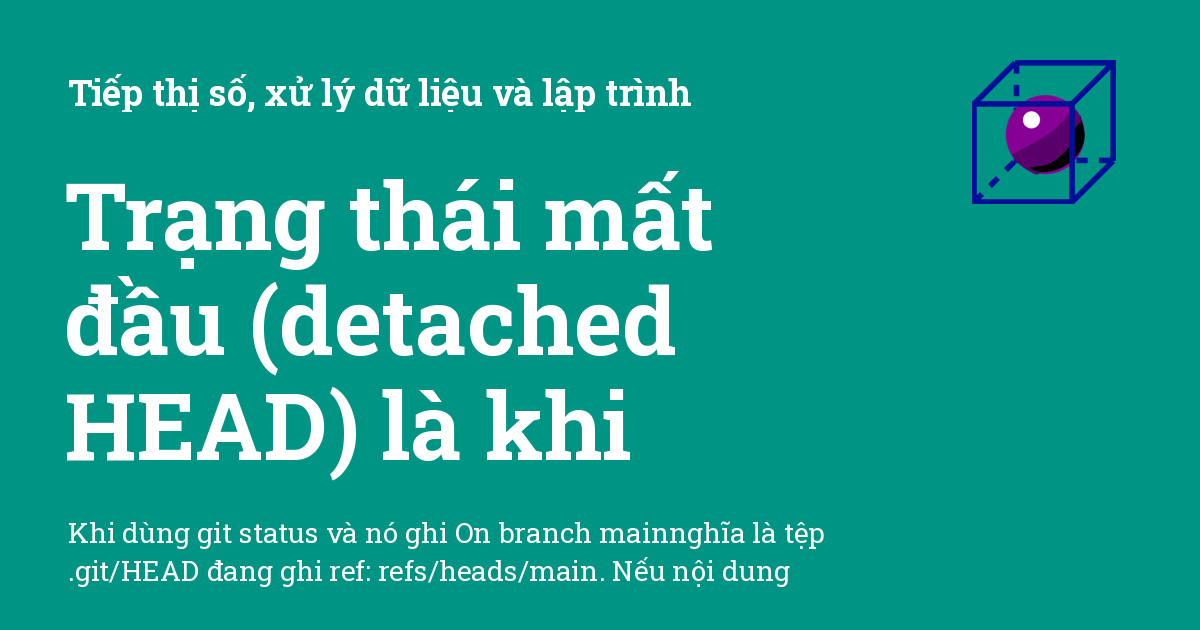 Tiếp thị số, xử lý dữ liệu và lập trình
Trạng thái mất
đầu (detached
HEAD) là khi
Khi dùng git status và nó ghi On branch mainnghĩa là tệp
.git/HEAD đang ghi ref: refs/heads/main. Nếu nội dung